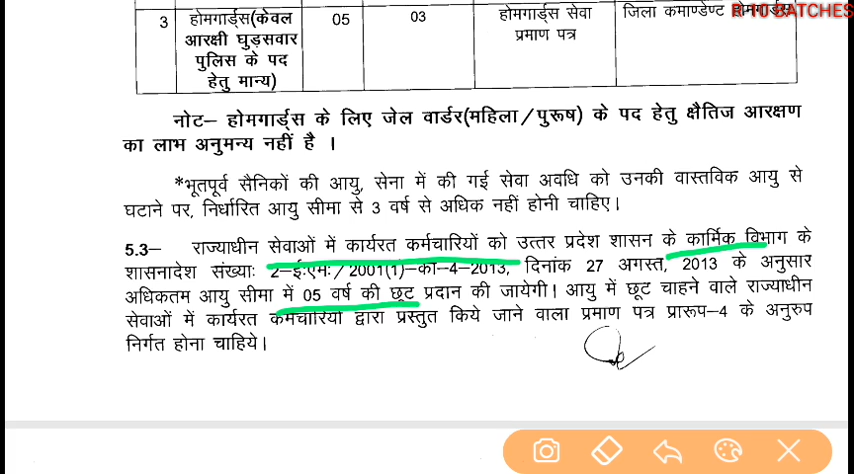 R-10 BATCHES
3 होमगार्ड्स(केवल 05 03 होमगार्ड्स सेवा जिला कमाण्डेण्ट होमगार्ड्स
आरक्षी घुड़सवार प्रमाण पत्र
पुलिस के पद
हेतु मान्य)
नोट– होमगार्ड्स के लिए जेल वार्डर(महिला/पुरूष) के पद हेतु क्षैतिज आरक्षण
का लाभ अनुमन्य नहीं है ।
*भूतपूर्व सैनिकों की आयु, सेना में की गई सेवा अवधि को उनकी वास्तविक आयु से
घटाने पर, निर्धारित आयु सीमा से 3 वर्ष से अधिक नहीं होनी चाहिए।
5.3– राज्याधीन सेवाओं में कार्यरत कर्मचारियों को उत्तर प्रदेश शासन के कार्मिक विभाग के
शासनादेश संख्याः 2–ई:एमः/2001(1)–का–4–2013, दिनांक 27 अगस्त, 2013 के अनुसार
अधिकतम आयु सीमा में 05 वर्ष की छूट प्रदान की जायेगी। आयु में छूट चाहने वाले राज्याधीन
सेवाओं में कार्यरत कर्मचारियों द्वारा प्रस्तुत किये जाने वाला प्रमाण पत्र प्रारूप–4 के अनुरुप
निर्गत होना चाहिये।